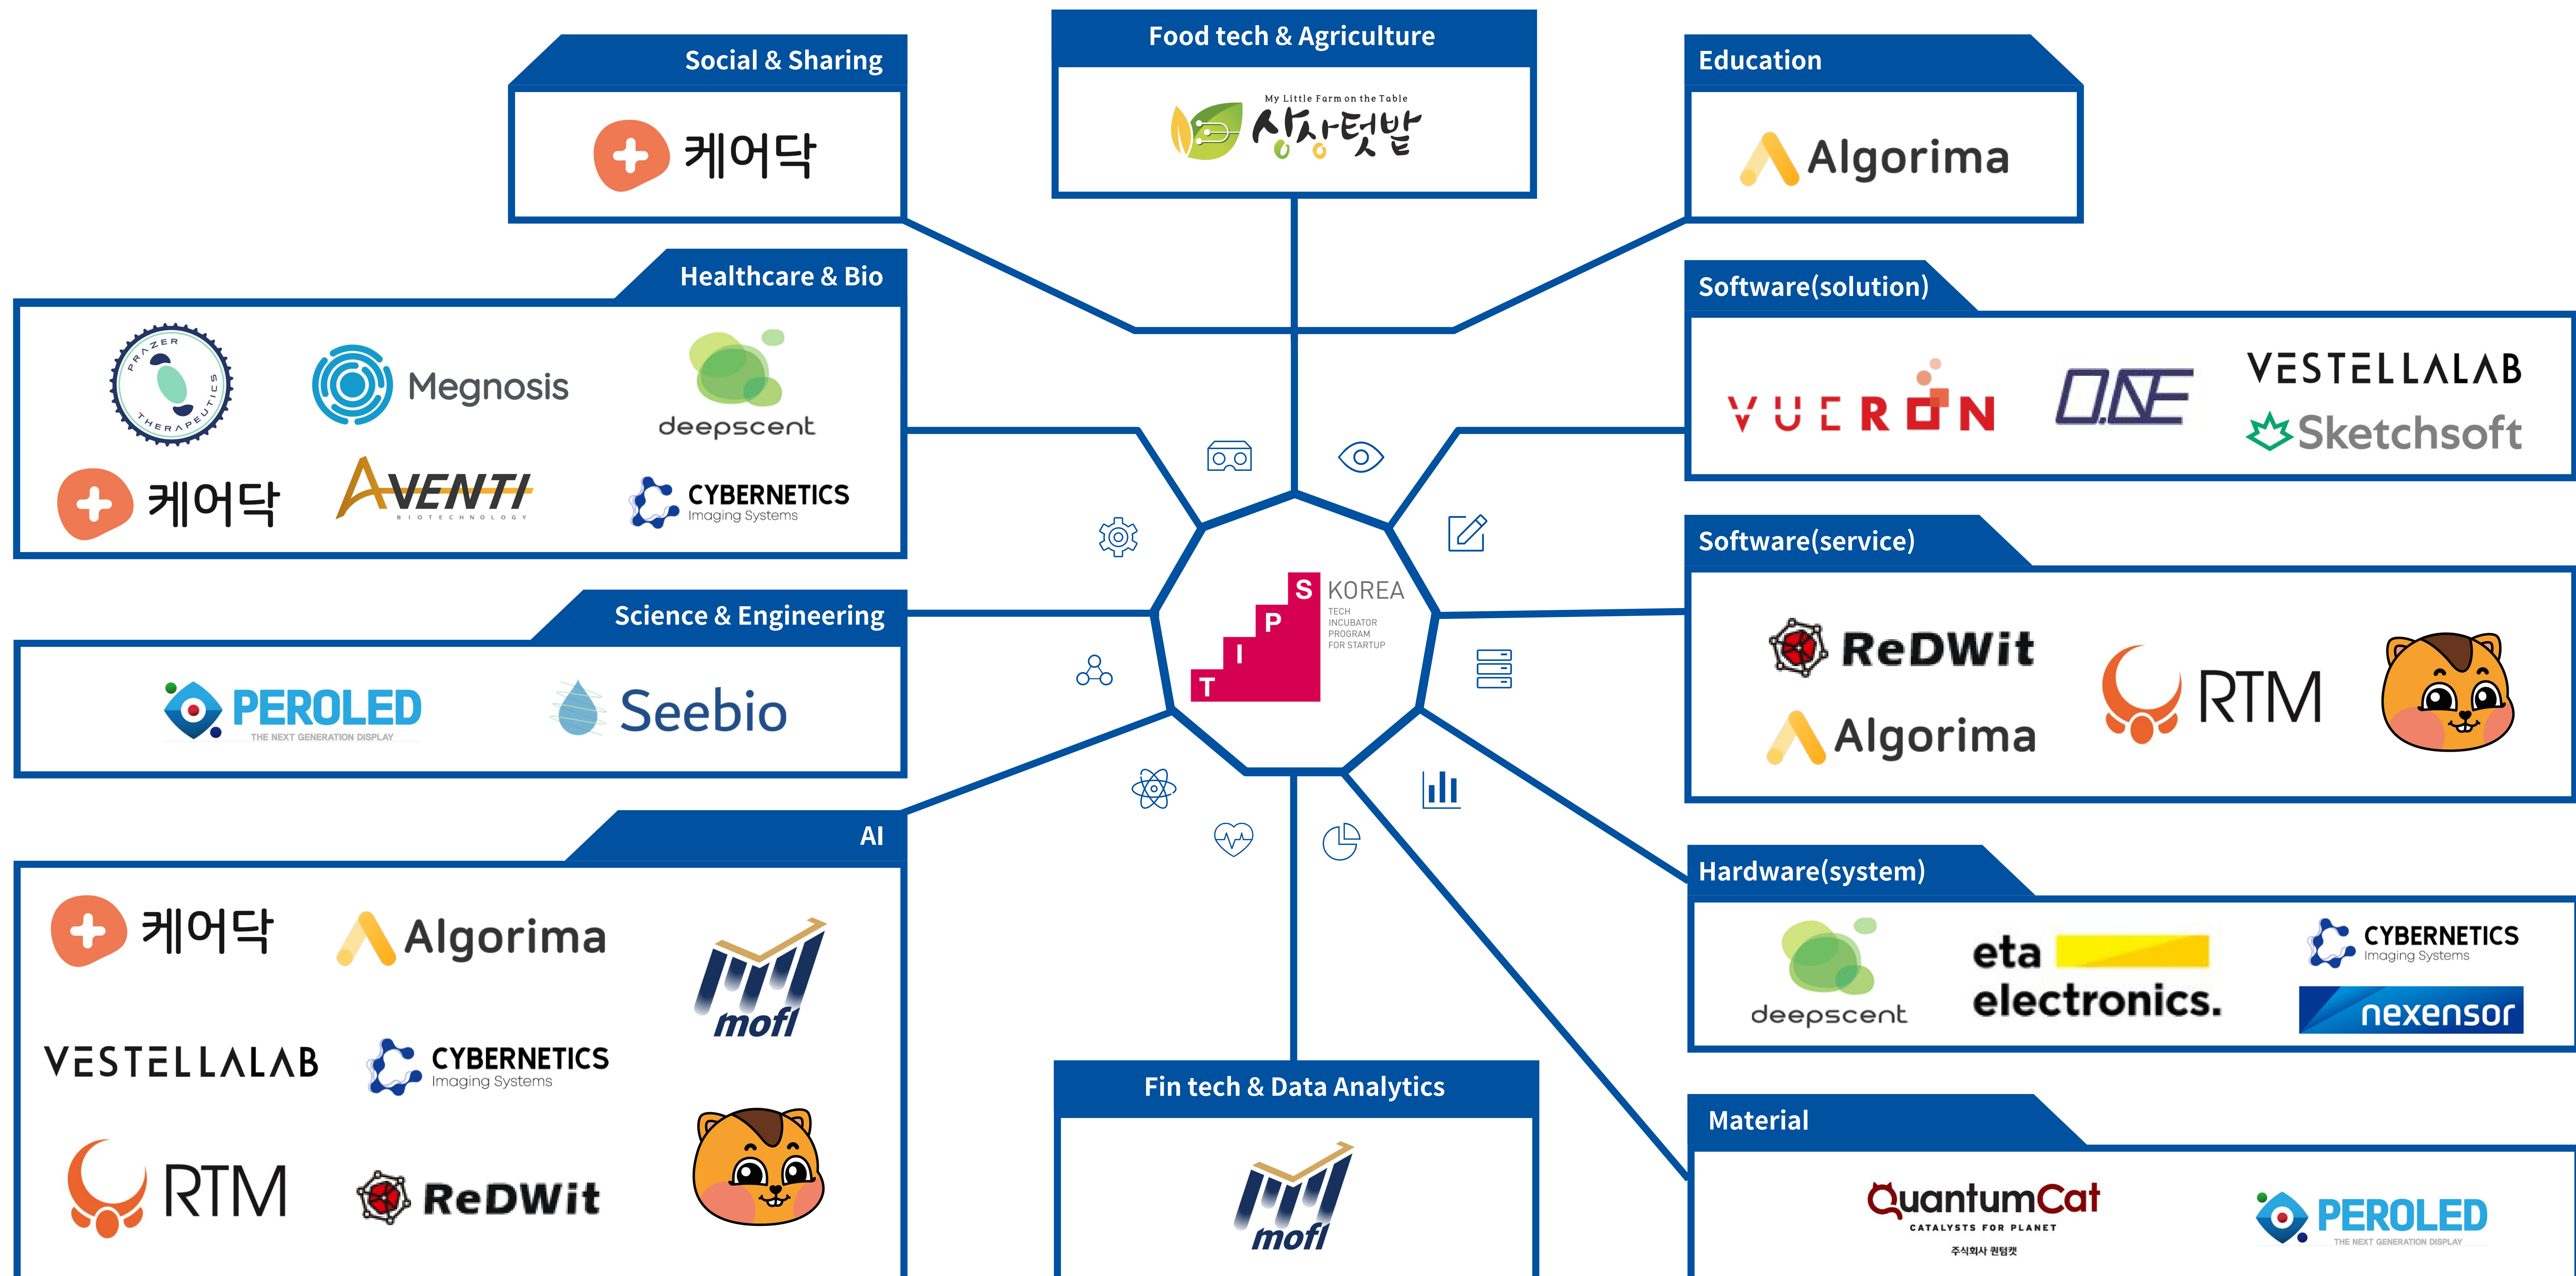 Social & Sharing
케어닥
Food tech & Agriculture
My Little Farm on the Table
상상텃밭
Education
Algorima
Healthcare & Bio
PRAZER
THERAPEUTICS
Megnosis
deepscent
케어닥
AVENTI
BIOTECHNOLOGY
CYBERNETICS
Imaging Systems
Software(solution)
VUERON
O.NE
VESTELLALAB
Sketchsoft
Science & Engineering
PEROLED
THE NEXT GENERATION DISPLAY
Seebio
T
I
P
S
KOREA
TECH
INCUBATOR
PROGRAM
FOR STARTUP
Software(service)
ReDWit
Algorima
RTM
AI
케어닥
Algorima
mofl
VESTELLALAB
CYBERNETICS
Imaging Systems
RTM
ReDWit
Fin tech & Data Analytics
mofl
Hardware(system)
deepscent
eta
electronics.
CYBERNETICS
Imaging Systems
nexensor
Material
QuantumCat
CATALYSTS FOR PLANET
주식회사 퀀텀캣
PEROLED
THE NEXT GENERATION DISPLAY